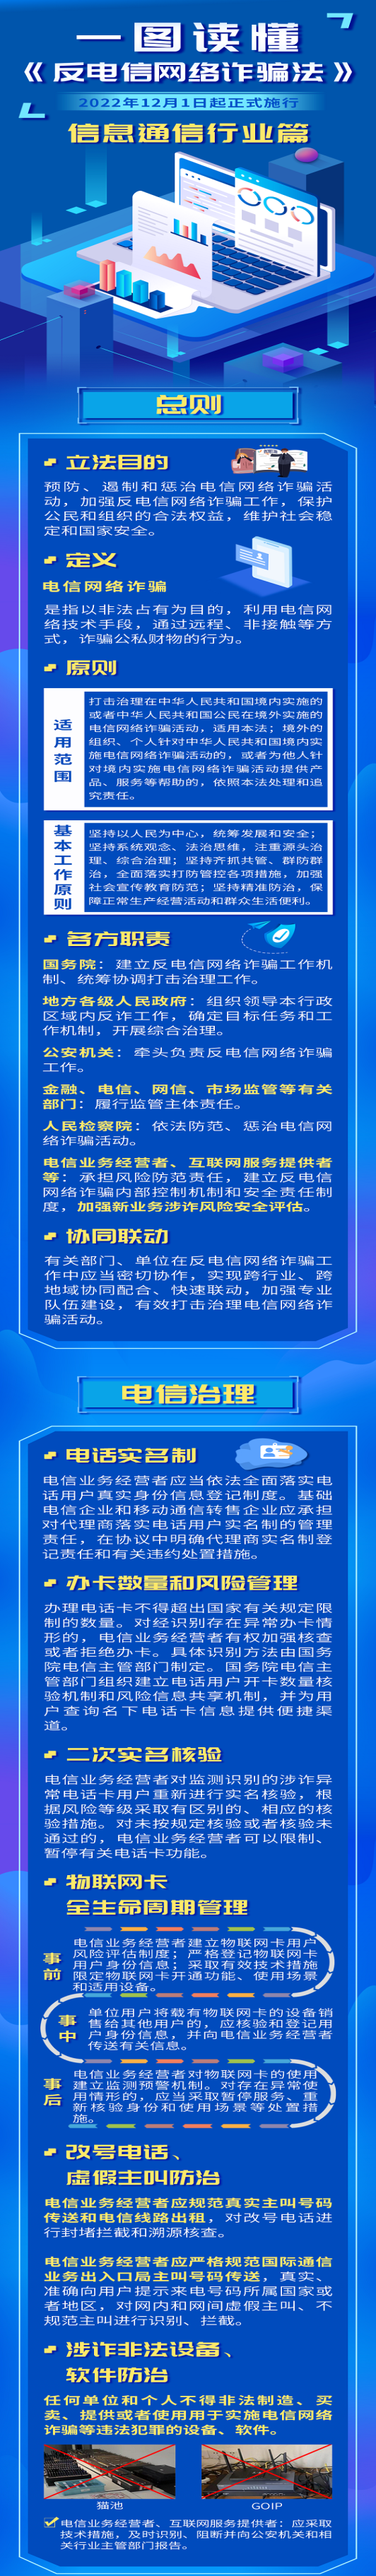 一图读懂
《反电信网络诈骗法》
2022年12月1日起正式施行
信息通信行业篇
总则
立法目的
预防、遏制和惩治电信网络诈骗活
动，加强反电信网络诈骗工作，保护
公民和组织的合法权益，维护社会稳
定和国家安全。
定义
电信网络诈骗
是指以非法占有为目的，利用电信网
络技术手段，通过远程、非接触等方
式，诈骗公私财物的行为。
原则
适用范围
打击治理在中华人民共和国境内实施的
或者中华人民共和国公民在境外实施的
电信网络诈骗活动，适用本法；境外的
组织、个人针对中华人民共和国境内实
施电信网络诈骗活动的，或者为他人针
对境内实施电信网络诈骗活动提供产
品、服务等帮助的，依照本法处理和追
究责任。
基本工作原则
坚持以人民为中心，统筹发展和安全；
坚持系统观念、法治思维，注重源头治
理、综合治理；坚持齐抓共管、群防群
治，全面落实打防管控各项措施，加强
社会宣传教育防范；坚持精准防治，保
障正常生产经营活动和群众生活便利。
各方职责
国务院：建立反电信网络诈骗工作机
制、统筹协调打击治理工作。
地方各级人民政府：组织领导本行政
区域内反诈工作，确定目标任务和工
作机制，开展综合治理。
公安机关：牵头负责反电信网络诈骗
工作。
金融、电信、网信、市场监管等有关
部门：履行监管主体责任。
人民检察院：依法防范、惩治电信网
络诈骗活动。
电信业务经营者、互联网服务提供者
等：承担风险防范责任，建立反电信
网络诈骗内部控制机制和安全责任制
度，加强新业务涉诈风险安全评估。
协同联动
有关部门、单位在反电信网络诈骗工
作中应当密切协作，实现跨行业、跨
地域协同配合、快速联动，加强专业
队伍建设，有效打击治理电信网络诈
骗活动。
电信治理
电话实名制
电信业务经营者应当依法全面落实电
话用户真实身份信息登记制度。基础
电信企业和移动通信转售企业应承担
对代理商落实电话用户实名制的管理
责任，在协议中明确代理商实名制登
记责任和有关违约处置措施。
办卡数量和风险管理
办理电话卡不得超出国家有关规定限
制的数量。对经识别存在异常办卡情
形的，电信业务经营者有权加强核查
或者拒绝办卡。具体识别方法由国务
院电信主管部门制定。国务院电信主
管部门组织建立电话用户开卡数量核
验机制和风险信息共享机制，并为用
户查询名下电话卡信息提供便捷渠
道。
二次实名核验
电信业务经营者对监测识别的涉诈异
常电话卡用户重新进行实名核验，根
据风险等级采取有区别的、相应的核
验措施。对未按规定核验或者核验未
通过的，电信业务经营者可以限制、
暂停有关电话卡功能。
物联网卡
全生命周期管理
事前
电信业务经营者建立物联网卡用户
风险评估制度；严格登记物联网卡
用户身份信息；采取有效技术措施
限定物联网卡开通功能、使用场景
和适用设备。
事中
单位用户将载有物联网卡的设备销
售给其他用户的，应核验和登记用
户身份信息，并向电信业务经营者
传送有关信息。
事后
电信业务经营者对物联网卡的使用
建立监测预警机制。对存在异常使
用情形的，应当采取暂停服务、重
新核验身份和使用场景等处置措
施。
改号电话、
虚假主叫防治
电信业务经营者应规范真实主叫号码
传送和电信线路出租，对改号电话进
行封堵拦截和溯源核查。
电信业务经营者应严格规范国际通信
业务出入口局主叫号码传送，真实、
准确向用户提示来电号码所属国家或
者地区，对网内和网间虚假主叫、不
规范主叫进行识别、拦截。
涉诈非法设备、
软件防治
任何单位和个人不得非法制造、买
卖、提供或者使用用于实施电信网络
诈骗等违法犯罪的设备、软件。
猫池
GOIP
电信业务经营者、互联网服务提供者：应采取
技术措施，及时识别、阻断并向公安机关和相
关行业主管部门报告。